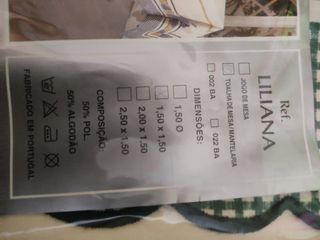 Ref.
LILIANA
JOGO DE MESA
TOALHA DE MESA/MANTELARIA
002 BA
022 BA
DIMENSÕES:
1,50 Ø
1,50 x 1,50
2,00 x 1,50
2,50 x 1,50
COMPOSIÇÃO:
50% POL.
50% ALGODÃO
FABRICADO EM PORTUGAL